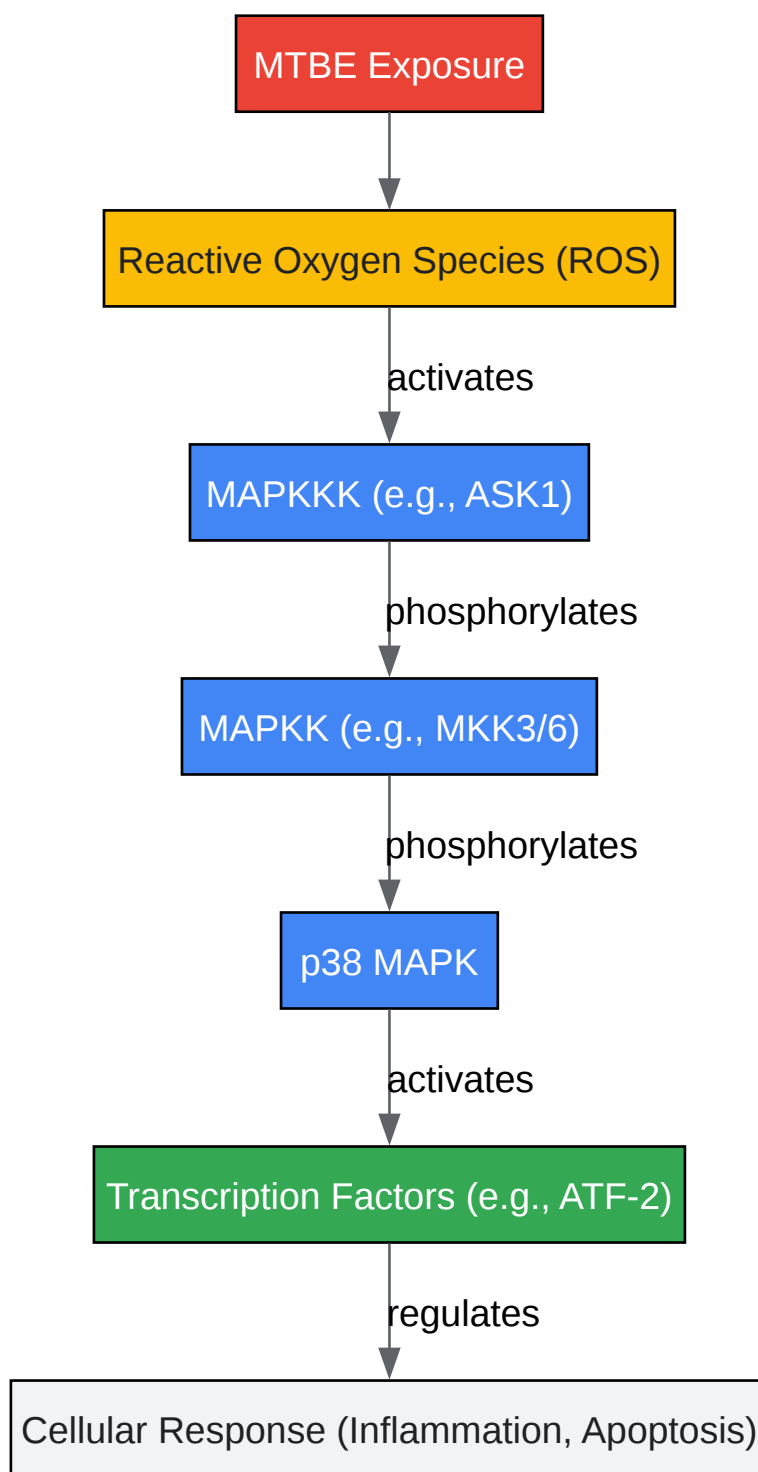 MTBE Exposure
Reactive Oxygen Species (ROS)
activates
MAPKKK (e.g., ASK1)
phosphorylates
MAPKK (e.g., MKK3/6)
phosphorylates
p38 MAPK
activates
Transcription Factors (e.g., ATF-2)
regulates
Cellular Response (Inflammation, Apoptosis)